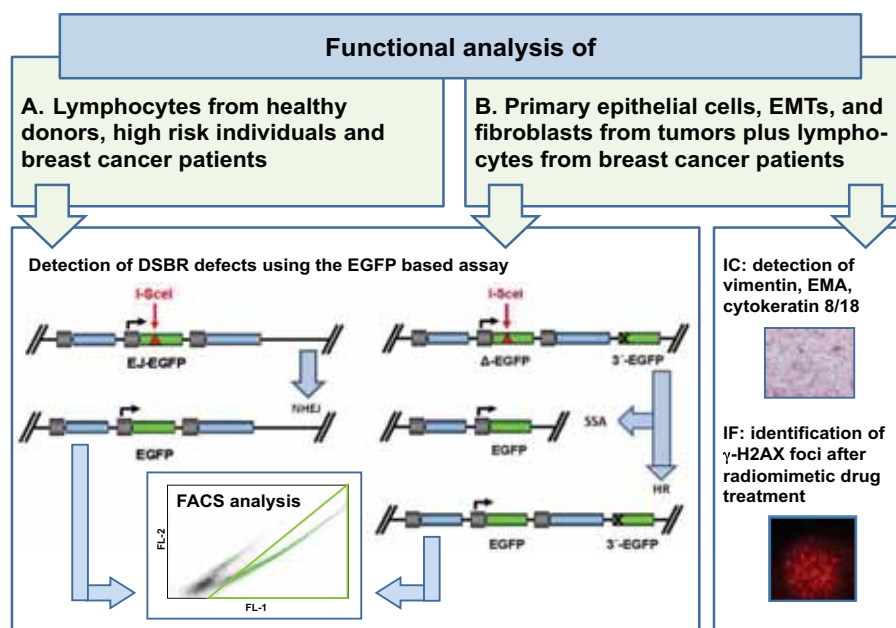 Functional analysis of
A. Lymphocytes from healthy
donors, high risk individuals and
breast cancer patients
B. Primary epithelial cells, EMTs, and
fibroblasts from tumors plus lympho-
cytes from breast cancer patients
Detection of DSBR defects using the EGFP based assay
I-SceI
EJ-EGFP
NHEJ
EGFP
I-SceI
Δ-EGFP
3´-EGFP
SSA
EGFP
HR
EGFP
3´-EGFP
FACS analysis
FL-2
FL-1
IC: detection of
vimentin, EMA,
cytokeratin 8/18
IF: identification of
γ-H2AX foci after
radiomimetic drug
treatment